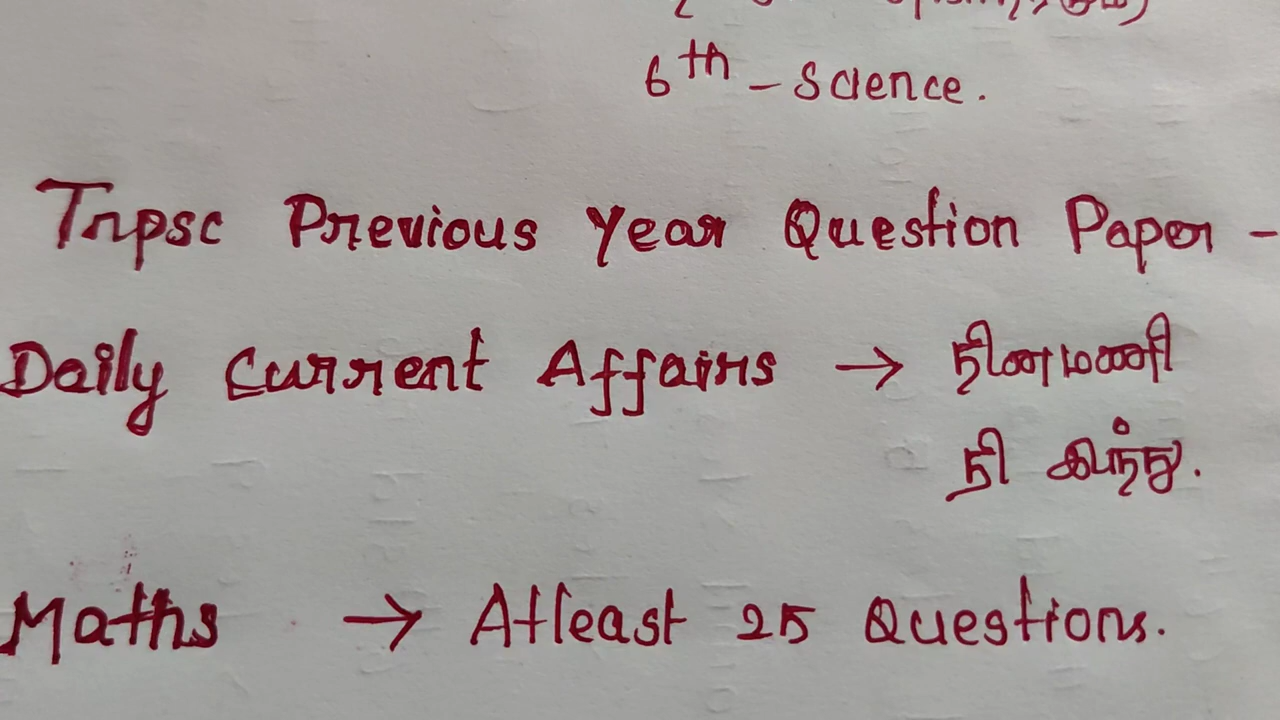 6th - Science.
Tnpsc Previous Year Question Paper -
Daily Current Affairs → தினமணி
தி இந்து.
Maths → Atleast 25 Questions.